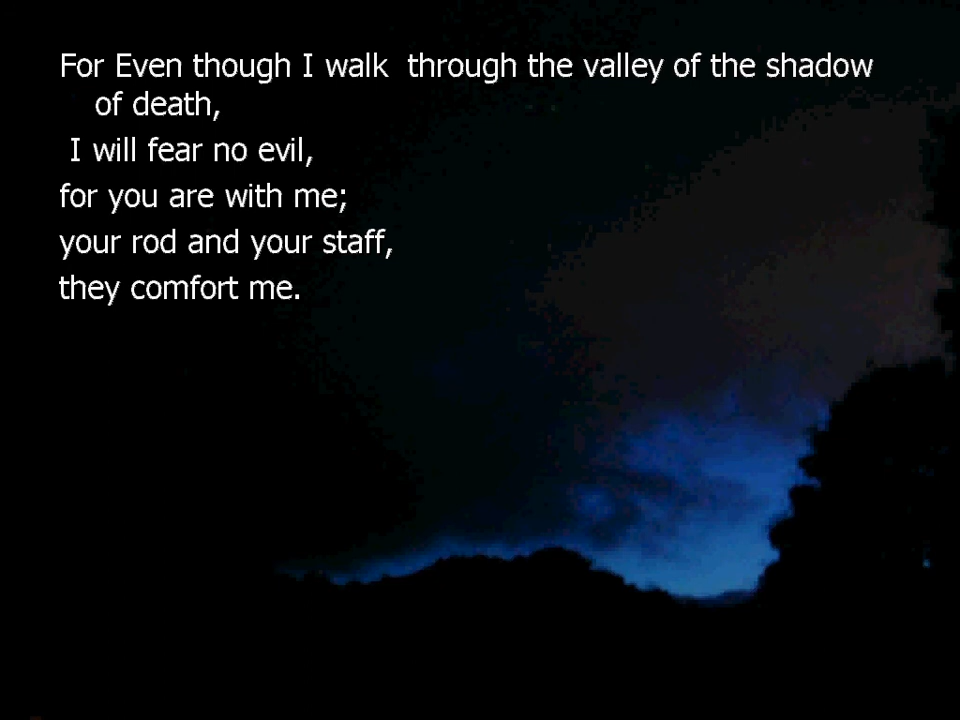 For Even though I walk  through the valley of the shadow
of death,
I will fear no evil,
for you are with me;
your rod and your staff,
they comfort me.